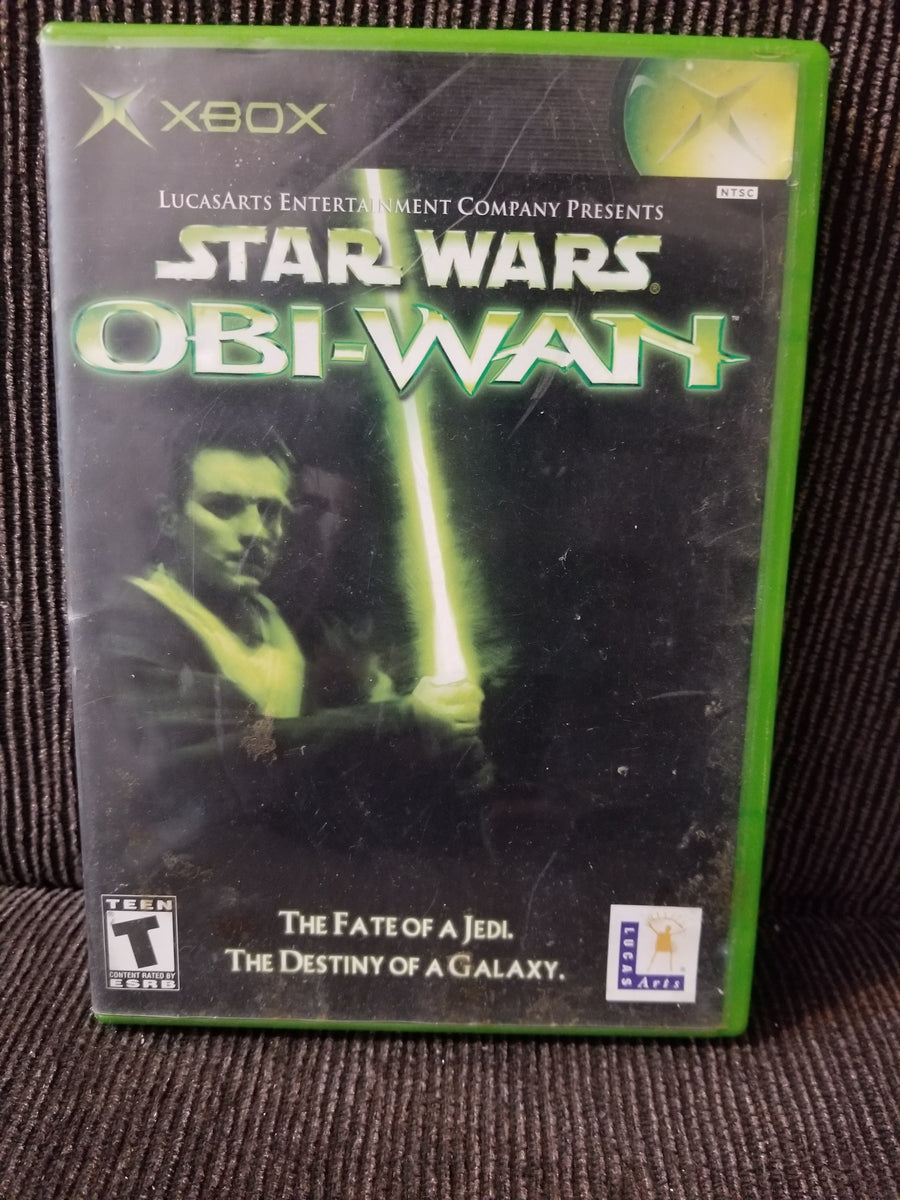 XBOX
NTSC
LUCASARTS ENTERTAINMENT COMPANY PRESENTS
STAR WARS®
OBI-WAN™
THE FATE OF A JEDI.
THE DESTINY OF A GALAXY.
TEEN
T
CONTENT RATED BY
ESRB
LUCAS
Arts